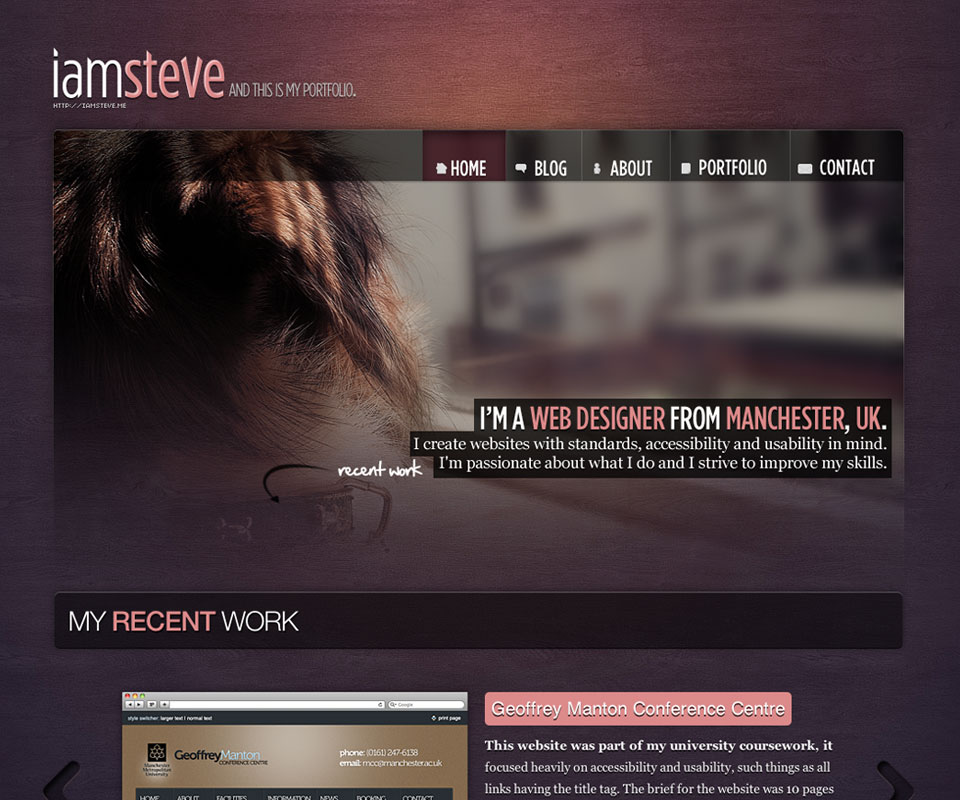 iamsteve AND THIS IS MY PORTFOLIO.
HTTP://IAMSTEVE.ME
HOME BLOG ABOUT PORTFOLIO CONTACT
I'M A WEB DESIGNER FROM MANCHESTER, UK.
I create websites with standards, accessibility and usability in mind.
I'm passionate about what I do and I strive to improve my skills.
recent work
MY RECENT WORK
Google
style switcher: larger text | normal text
print page
Manchester
Metropolitan
University
GeoffreyManton
CONFERENCE CENTRE
phone: (0161) 247-6138
email: mcc@manchester.ac.uk
HOME ABOUT FACILITIES INFORMATION NEWS BOOKING CONTACT
Geoffrey Manton Conference Centre
This website was part of my university coursework, it
focused heavily on accessibility and usability, such things as all
links having the title tag. The brief for the website was 10 pages